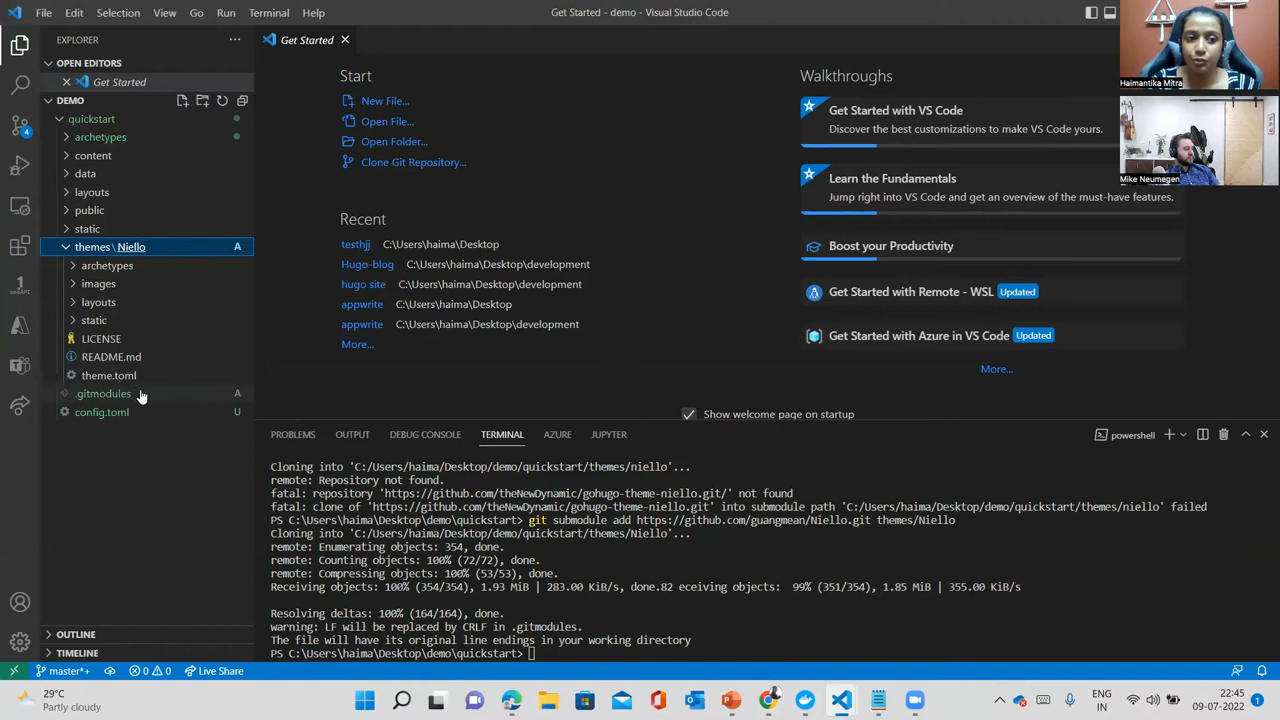 File Edit Selection View Go Run Terminal Help
Get Started - demo - Visual Studio Code
EXPLORER
OPEN EDITORS
Get Started
DEMO
quickstart
archetypes
content
data
layouts
public
static
themes \ Niello A
archetypes
images
layouts
static
LICENSE
README.md
theme.toml
.gitmodules A
config.toml U
OUTLINE
TIMELINE
4
Get Started
Start
New File...
Open File...
Open Folder...
Clone Git Repository...
Recent
testhjj C:\Users\haima\Desktop
Hugo-blog C:\Users\haima\Desktop\development
hugo site C:\Users\haima\Desktop\development
appwrite C:\Users\haima\Desktop
appwrite C:\Users\haima\Desktop\development
More...
Walkthroughs
Get Started with VS Code
Discover the best customizations to make VS Code yours.
Learn the Fundamentals
Jump right into VS Code and get an overview of the must-have features.
Boost your Productivity
Get Started with Remote - WSL Updated
Get Started with Azure in VS Code Updated
More...
Show welcome page on startup
Haimantika Mitra
Mike Neumegen
PROBLEMS OUTPUT DEBUG CONSOLE TERMINAL AZURE JUPYTER
powershell
Cloning into 'C:/Users/haima/Desktop/demo/quickstart/themes/niello'...
remote: Repository not found.
fatal: repository 'https://github.com/theNewDynamic/gohugo-theme-niello.git/' not found
fatal: clone of 'https://github.com/theNewDynamic/gohugo-theme-niello.git' into submodule path 'C:/Users/haima/Desktop/demo/quickstart/themes/niello' failed
PS C:\Users\haima\Desktop\demo\quickstart> git submodule add https://github.com/guangmean/Niello.git themes/Niello
Cloning into 'C:/Users/haima/Desktop/demo/quickstart/themes/Niello'...
remote: Enumerating objects: 354, done.
remote: Counting objects: 100% (72/72), done.
remote: Compressing objects: 100% (53/53), done.
Receiving objects: 100% (354/354), 1.93 MiB | 283.00 KiB/s, done.82 eceiving objects:  99% (351/354), 1.85 MiB | 355.00 KiB/s
Resolving deltas: 100% (164/164), done.
warning: LF will be replaced by CRLF in .gitmodules.
The file will have its original line endings in your working directory
PS C:\Users\haima\Desktop\demo\quickstart>
master*+ 0 0 Live Share
29°C
Partly cloudy
ENG
IN
22:45
09-07-2022
1